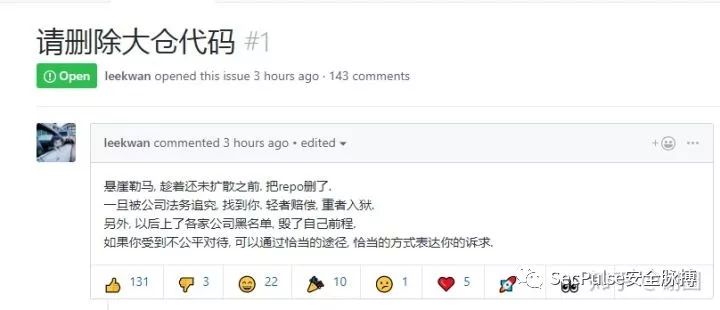 请删除大仓代码 #1
Open leekwan opened this issue 3 hours ago · 143 comments
leekwan commented 3 hours ago • edited
悬崖勒马, 趁着还未扩散之前. 把repo删了.
一旦被公司法务追究, 找到你. 轻者赔偿, 重者入狱.
另外, 以后上了各家公司黑名单, 毁了自己前程.
如果你受到不公平对待, 可以通过恰当的途径, 恰当的方式表达你的诉求.
131 3 22 10 1 5
SecPulse安全脉搏